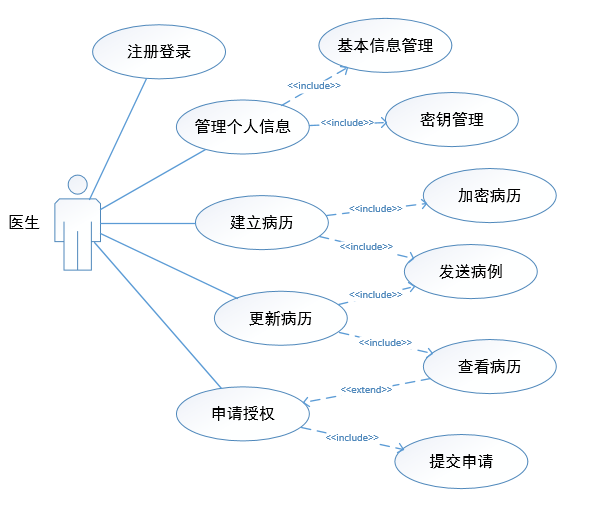 基本信息管理
注册登录
<<include>>
管理个人信息
<<include>>
密钥管理
加密病历
<<include>>
医生
建立病历
<<include>>
发送病例
<<include>>
更新病历
<<include>>
查看病历
<<extend>>
申请授权
<<include>>
提交申请